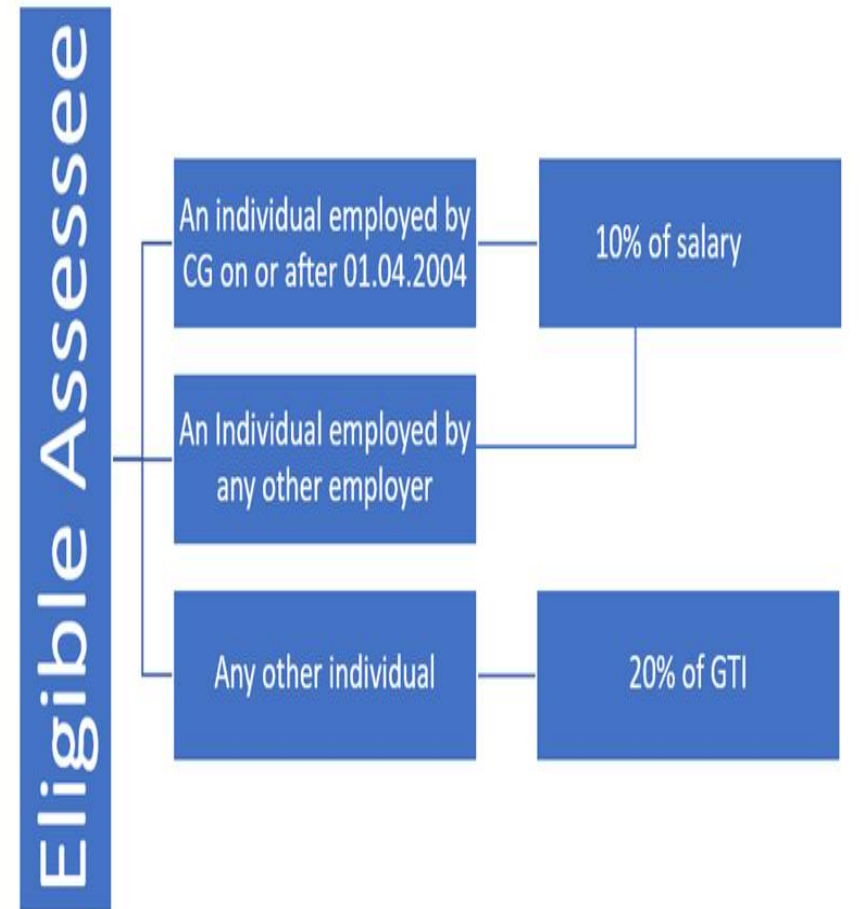 Eligible Assessee
An individual employed by
CG on or after 01.04.2004
10% of salary
An Individual employed by
any other employer
Any other individual
20% of GTI